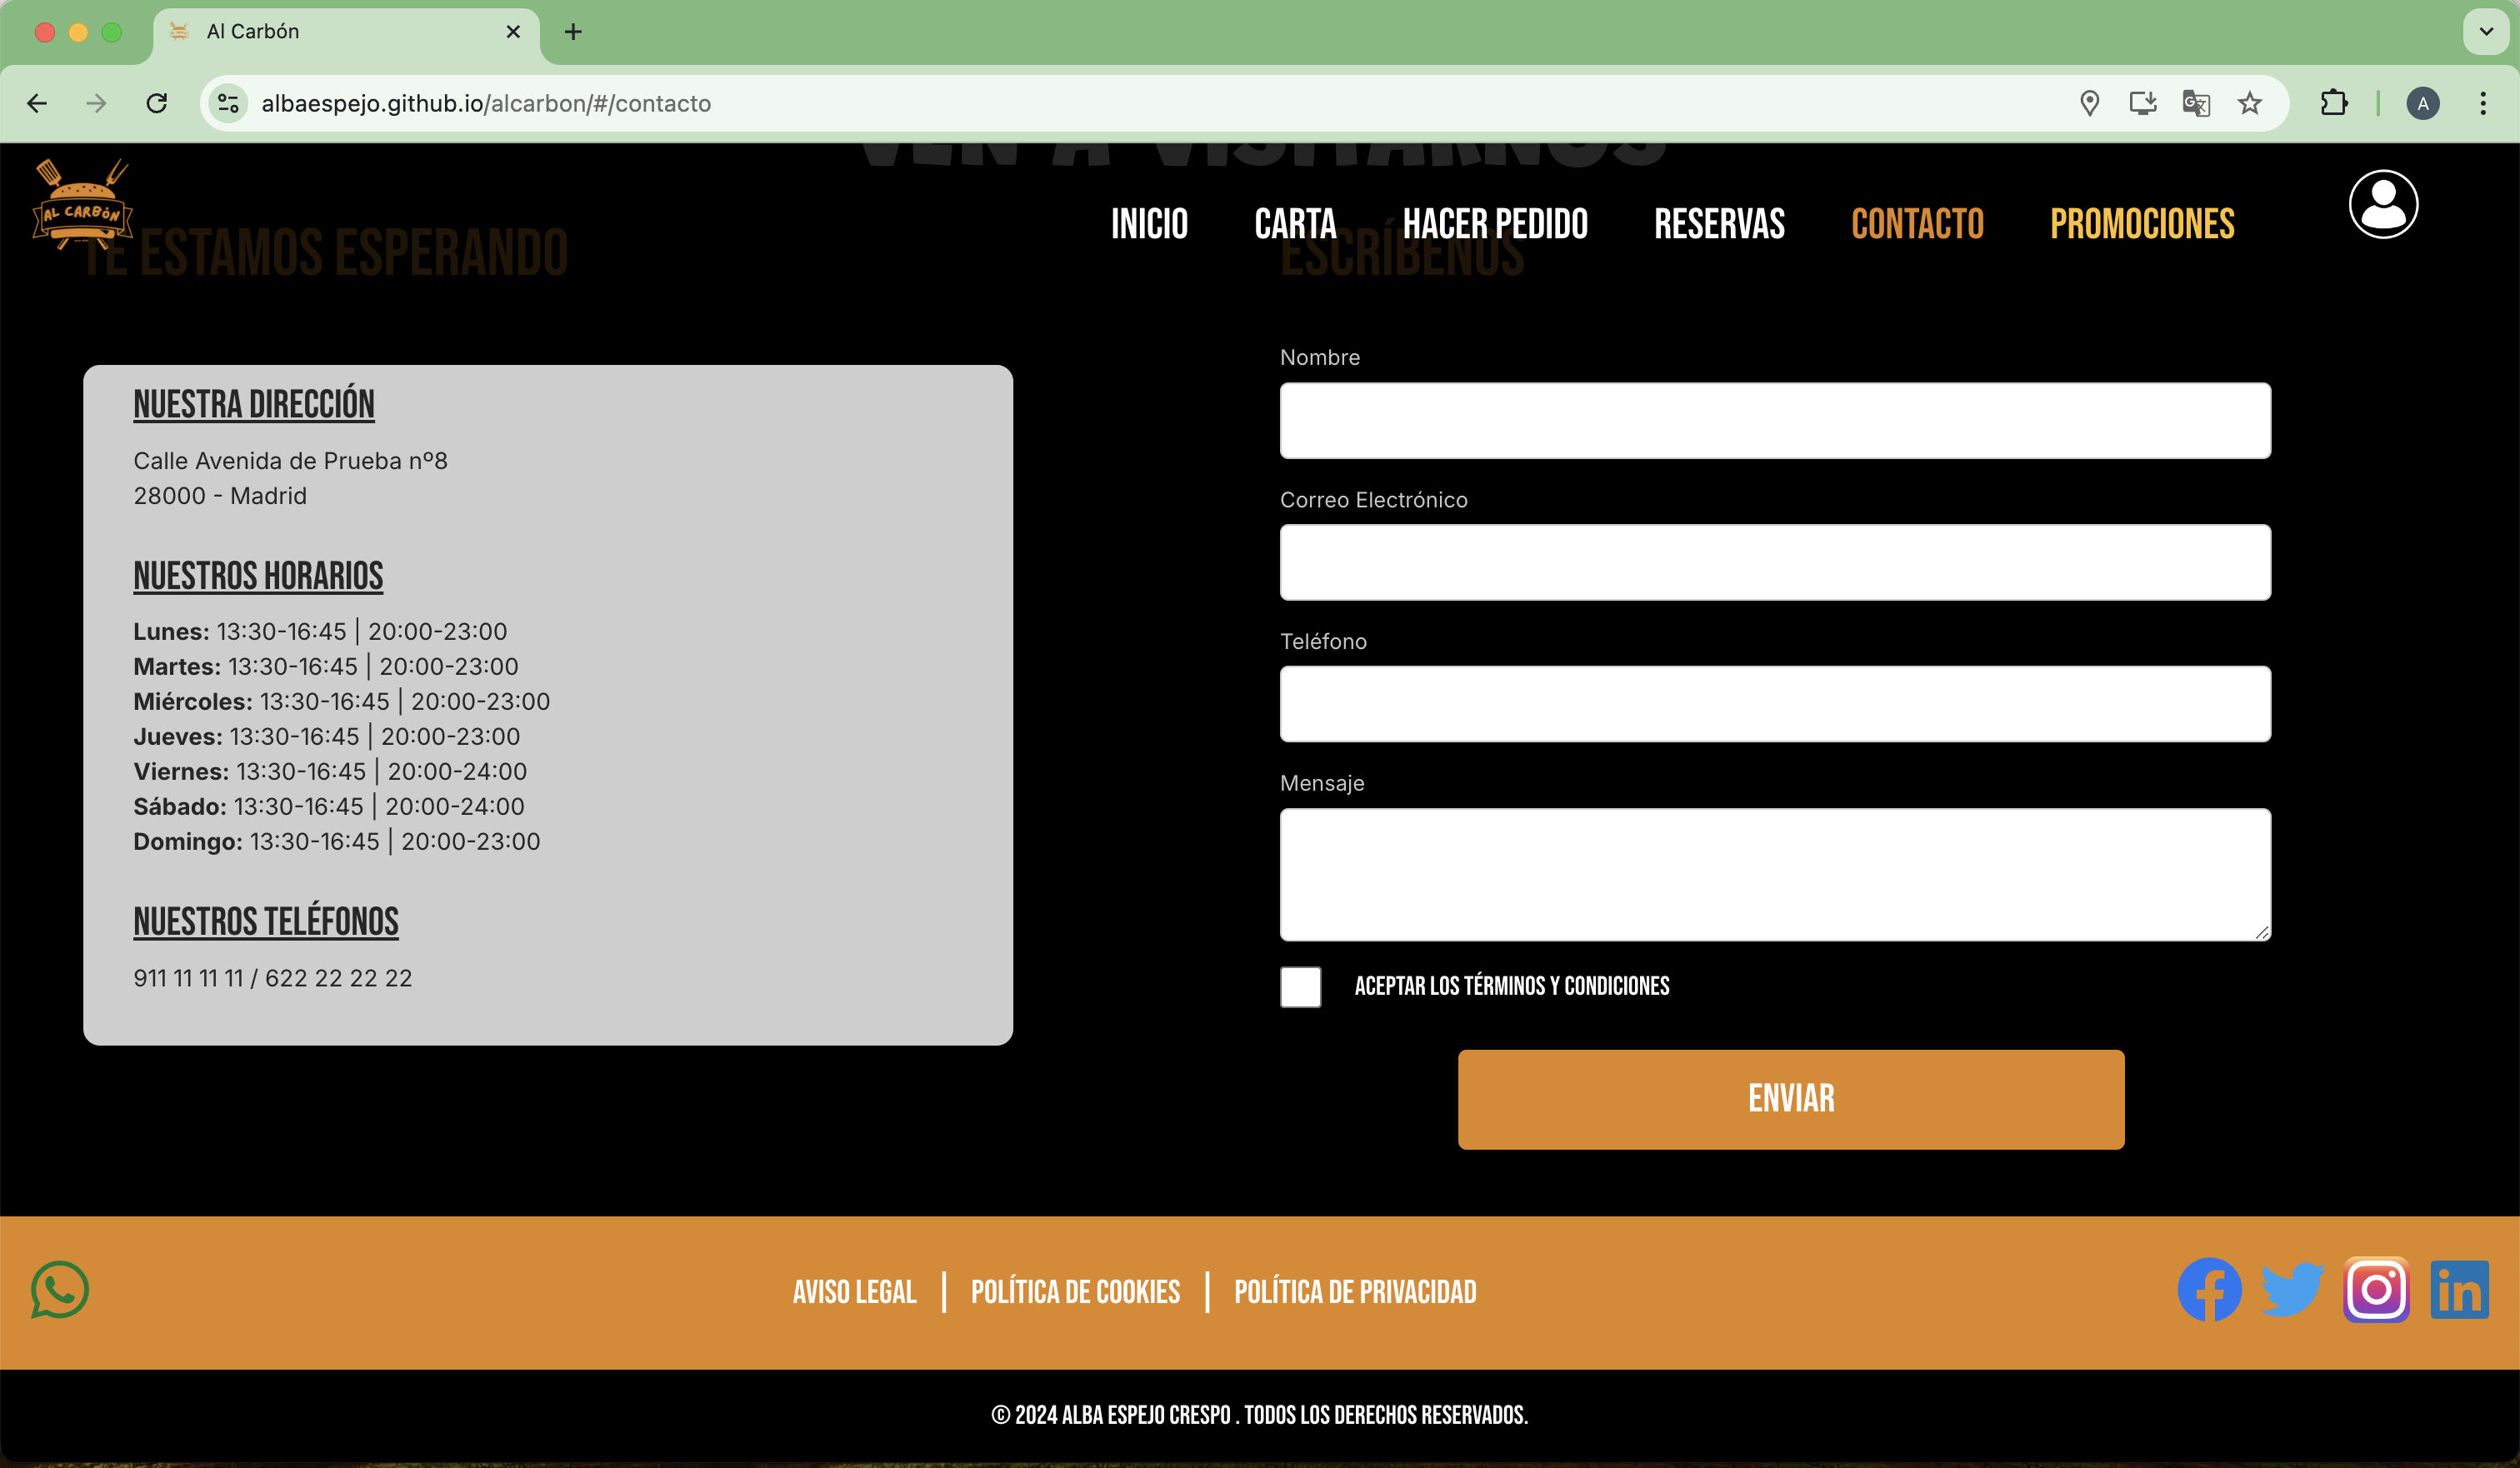 Al Carbón
albaespejo.github.io/alcarbon/#/contacto
A
VEN A VISITARNOS
AL CARBÓN
INICIO
CARTA
HACER PEDIDO
RESERVAS
CONTACTO
PROMOCIONES
TE ESTAMOS ESPERANDO
ESCRÍBENOS
NUESTRA DIRECCIÓN
Calle Avenida de Prueba nº8
28000 - Madrid
NUESTROS HORARIOS
Lunes: 13:30-16:45 | 20:00-23:00
Martes: 13:30-16:45 | 20:00-23:00
Miércoles: 13:30-16:45 | 20:00-23:00
Jueves: 13:30-16:45 | 20:00-23:00
Viernes: 13:30-16:45 | 20:00-24:00
Sábado: 13:30-16:45 | 20:00-24:00
Domingo: 13:30-16:45 | 20:00-23:00
NUESTROS TELÉFONOS
911 11 11 11 / 622 22 22 22
Nombre
Correo Electrónico
Teléfono
Mensaje
ACEPTAR LOS TÉRMINOS Y CONDICIONES
ENVIAR
AVISO LEGAL | POLÍTICA DE COOKIES | POLÍTICA DE PRIVACIDAD
in
© 2024 ALBA ESPEJO CRESPO . TODOS LOS DERECHOS RESERVADOS.